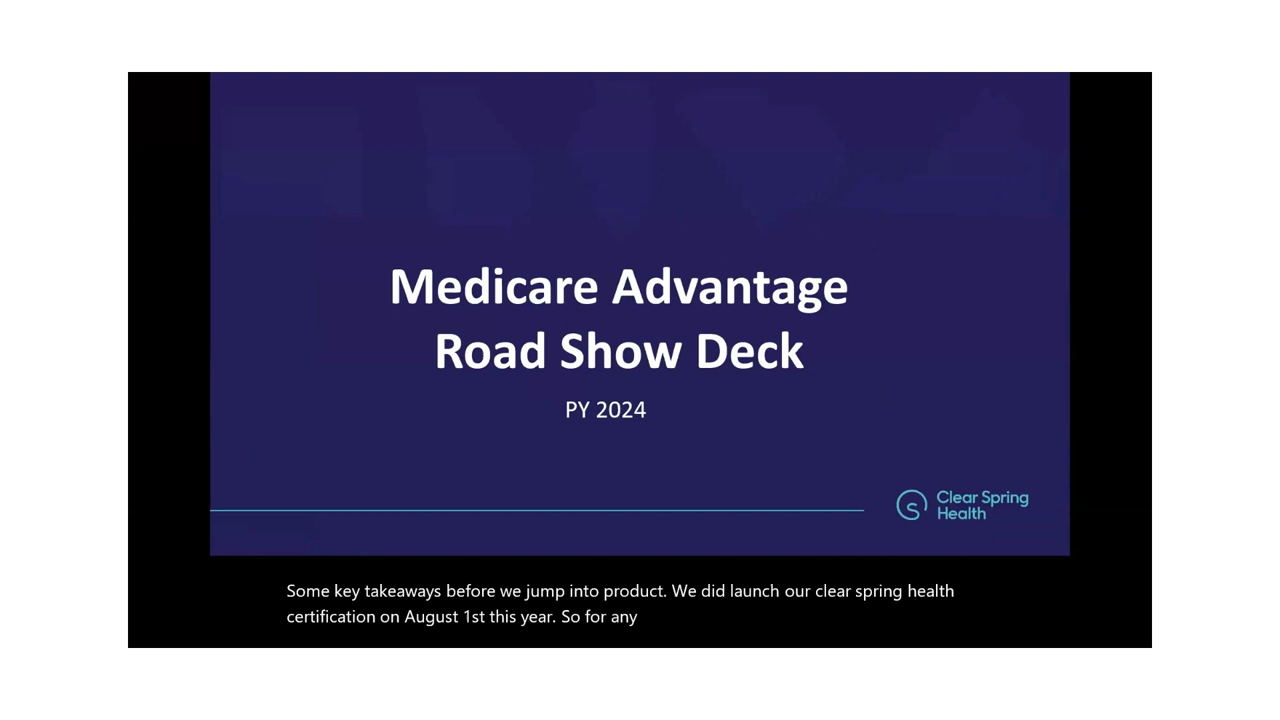 Medicare Advantage
Road Show Deck
PY 2024
Clear Spring
Health
Some key takeaways before we jump into product. We did launch our clear spring health
certification on August 1st this year. So for any